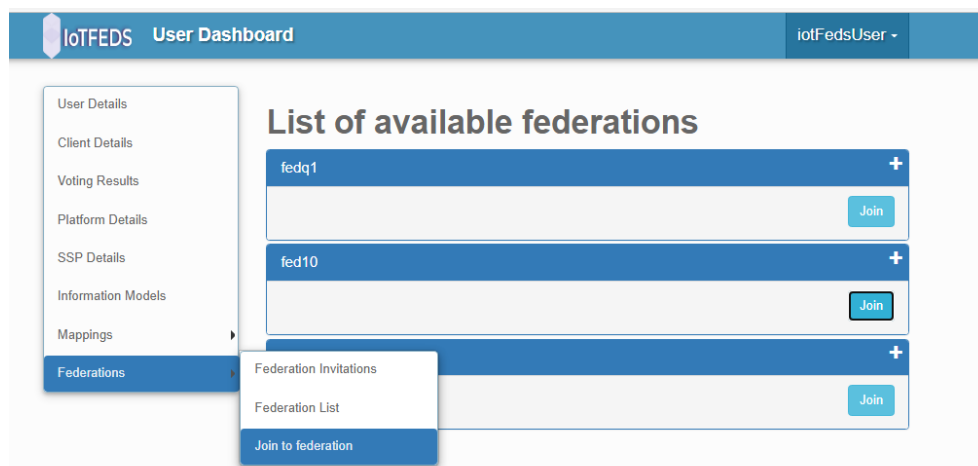 IoTFEDS User Dashboard iotFedsUser
User Details
Client Details
Voting Results
Platform Details
SSP Details
Information Models
Mappings
Federations
Federation Invitations
Federation List
Join to federation
List of available federations
fedq1
Join
fed10
Join
Join